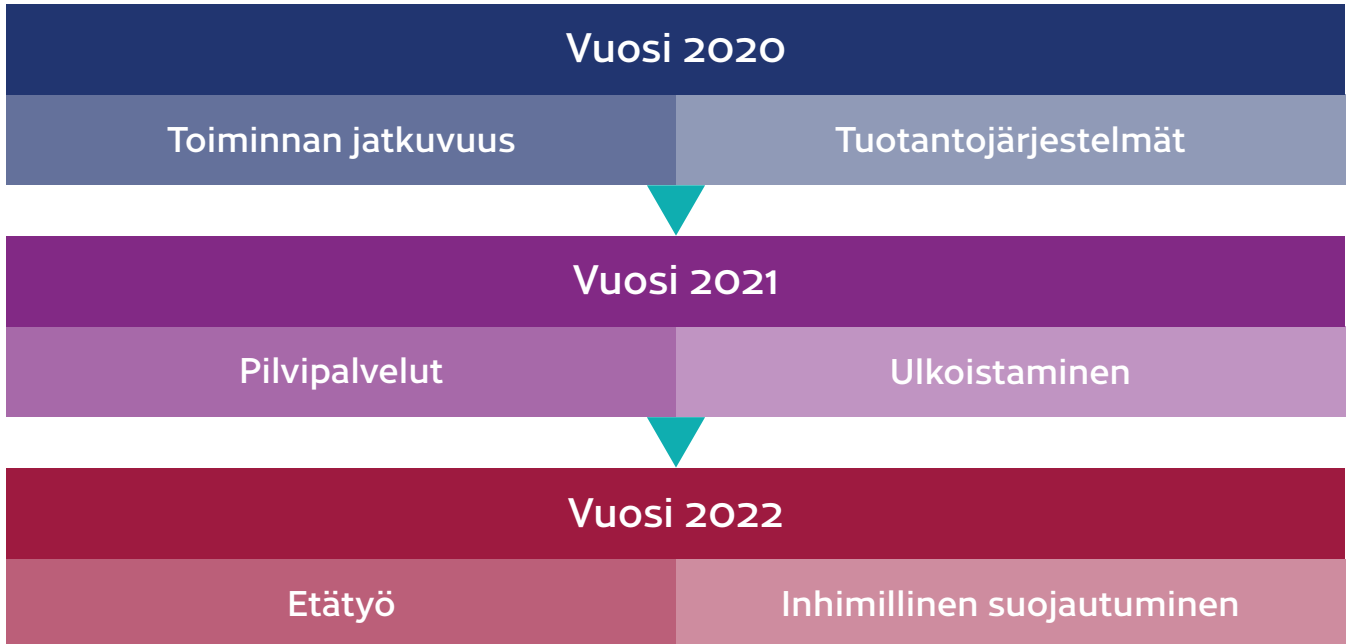 Vuosi 2020
Toiminnan jatkuvuus
Tuotantojärjestelmät
Vuosi 2021
Pilvipalvelut
Ulkoistaminen
Vuosi 2022
Etätyö
Inhimillinen suojautuminen